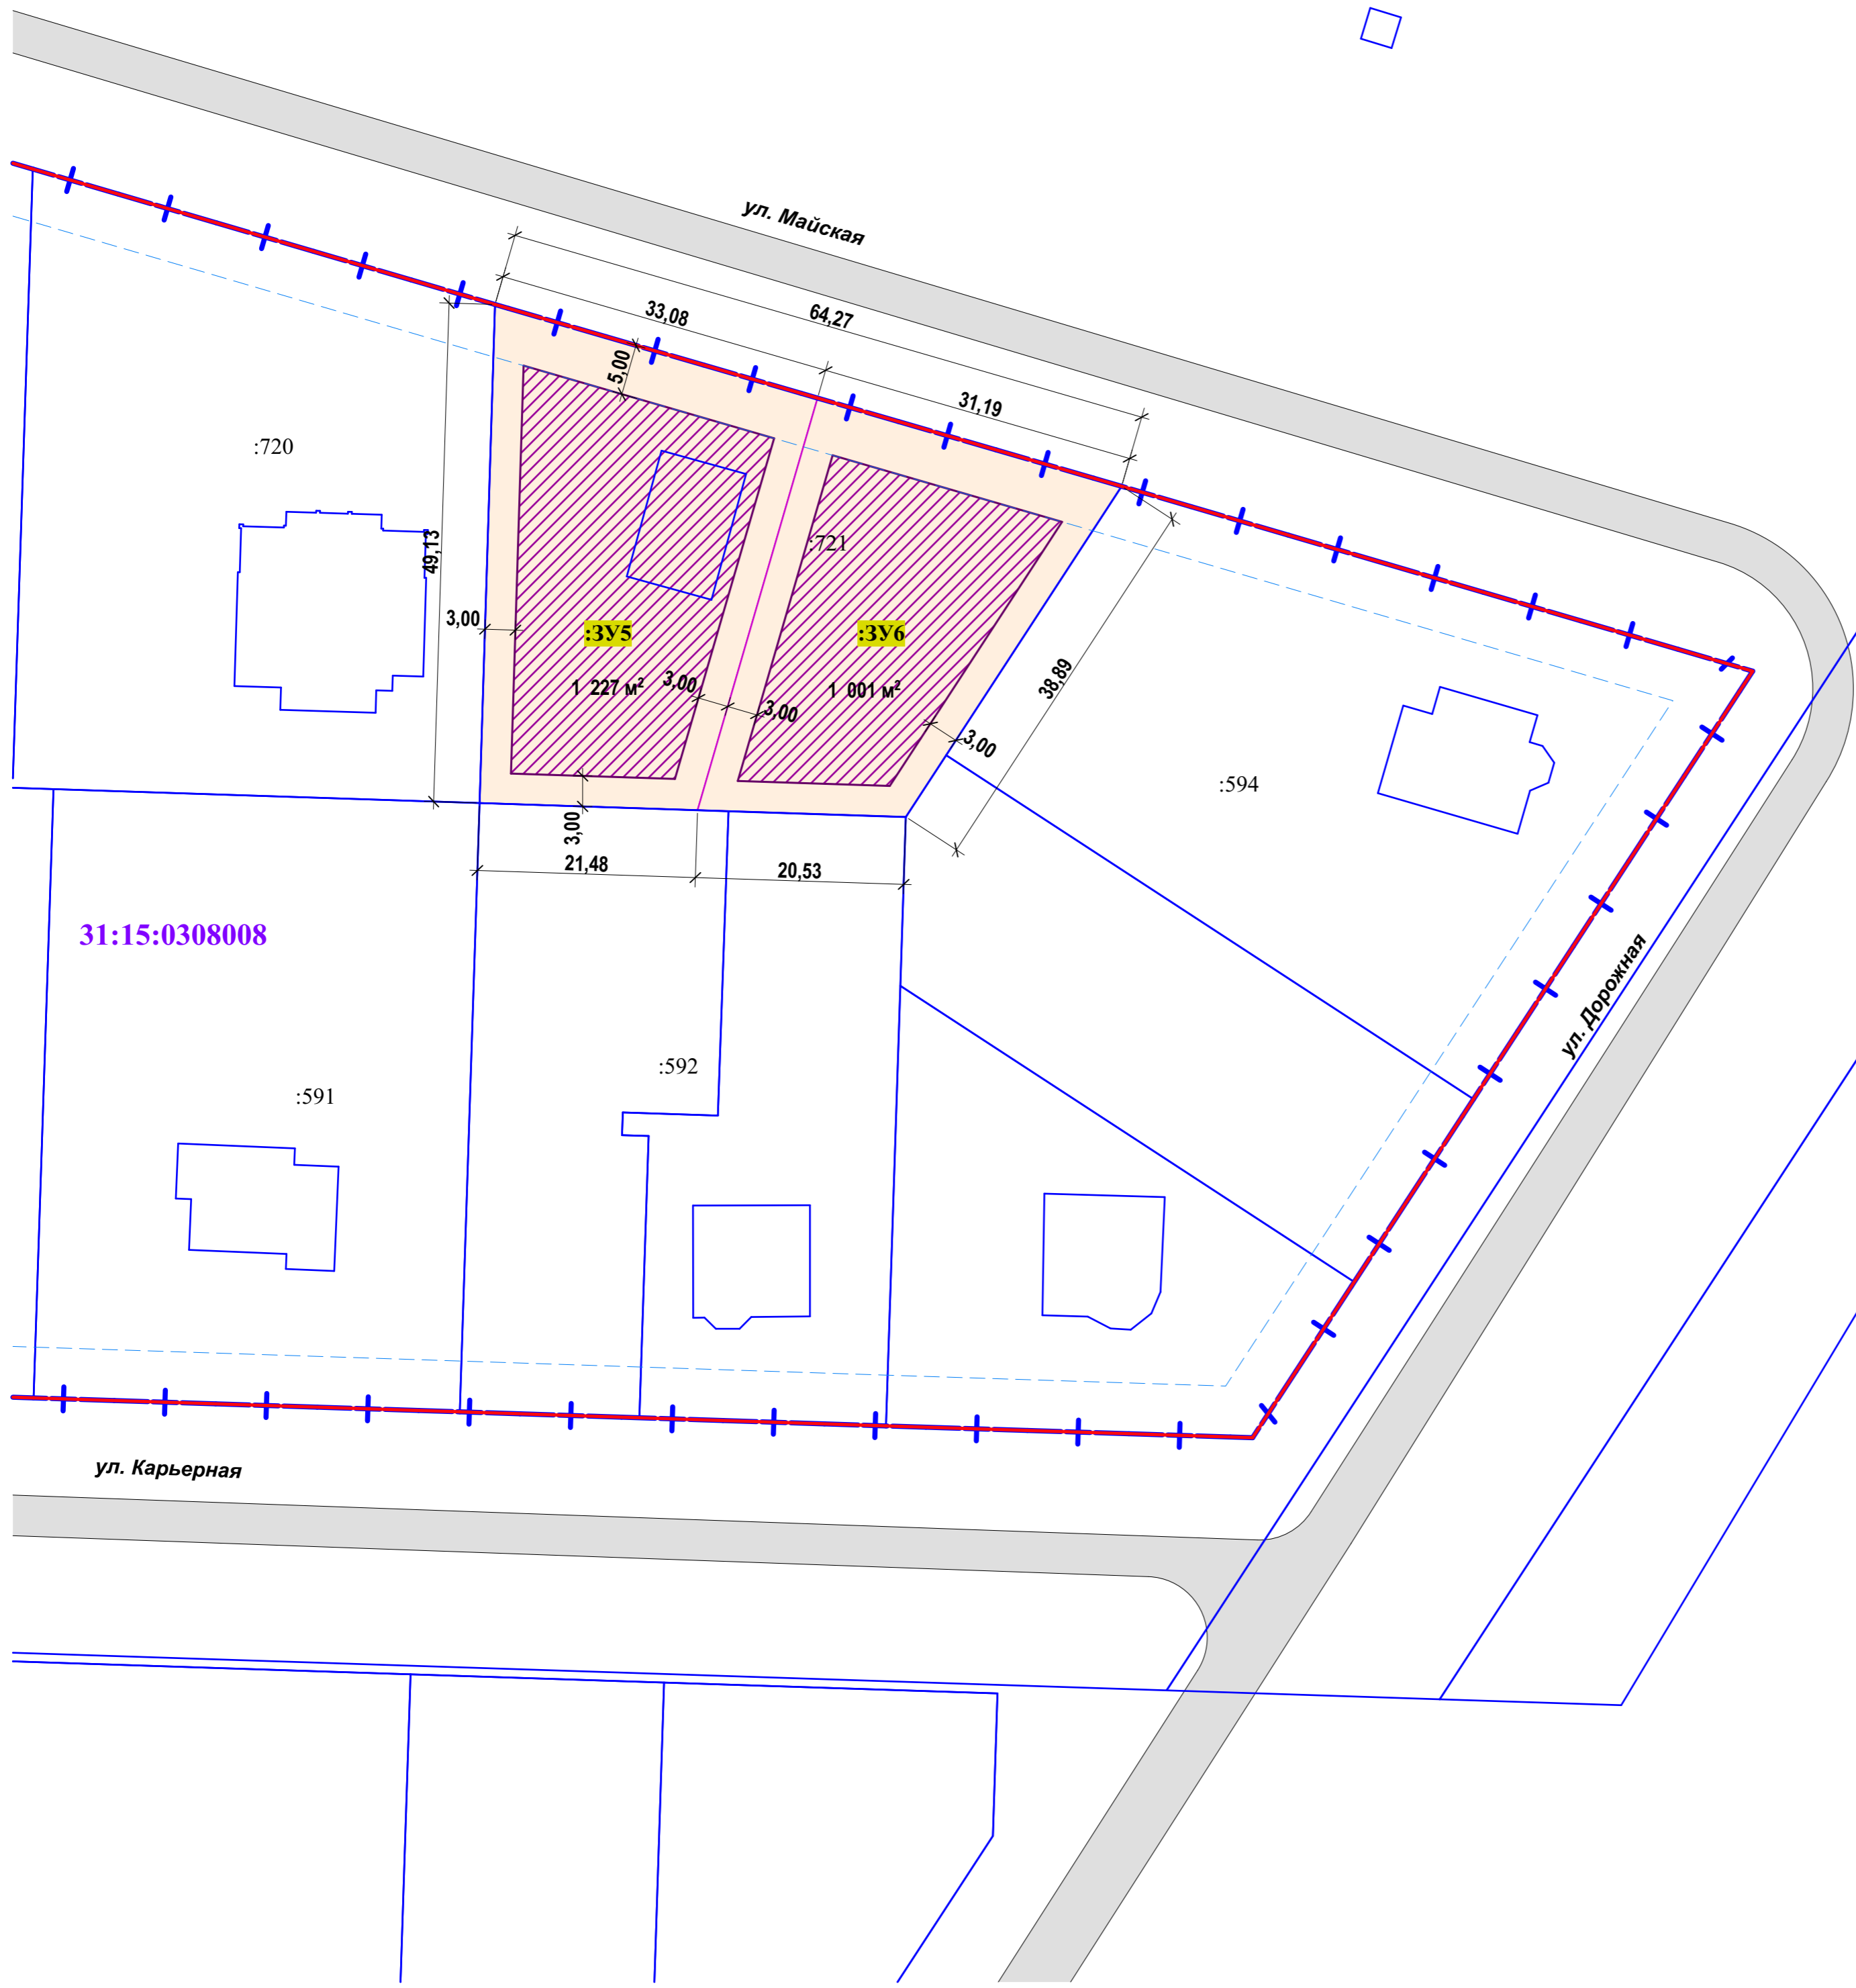 ул. Майская
64,27
33,08
31,19
5,00
:720
49,13
:721
3,00
:ЗУ5
:ЗУ6
1 227 м²
3,00
3,00
1 001 м²
38,89
3,00
:594
3,00
21,48
20,53
31:15:0308008
ул. Дорожная
:592
:591
ул. Карьерная